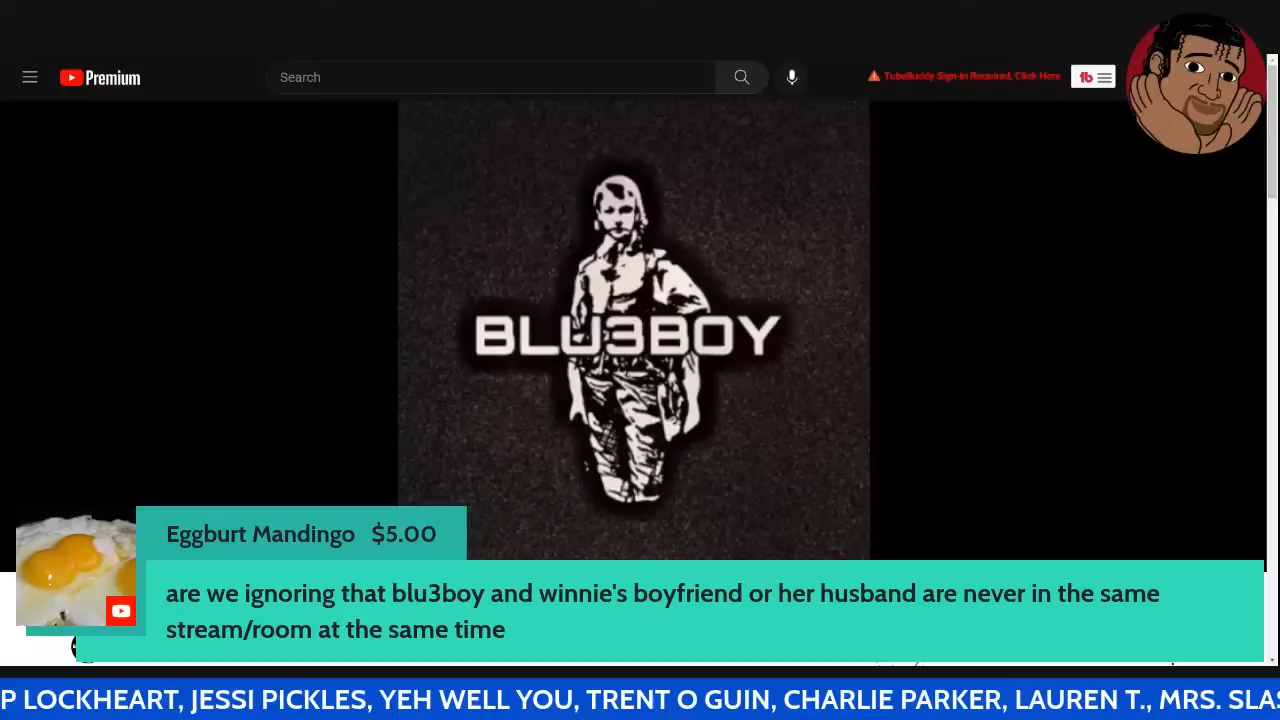 Premium
Search
TubeBuddy Sign-in Required, Click Here
tb
BLU3BOY
Eggburt Mandingo $5.00
are we ignoring that blu3boy and winnie's boyfriend or her husband are never in the same
stream/room at the same time
P LOCKHEART, JESSI PICKLES, YEH WELL YOU, TRENT O GUIN, CHARLIE PARKER, LAUREN T., MRS. SLAS